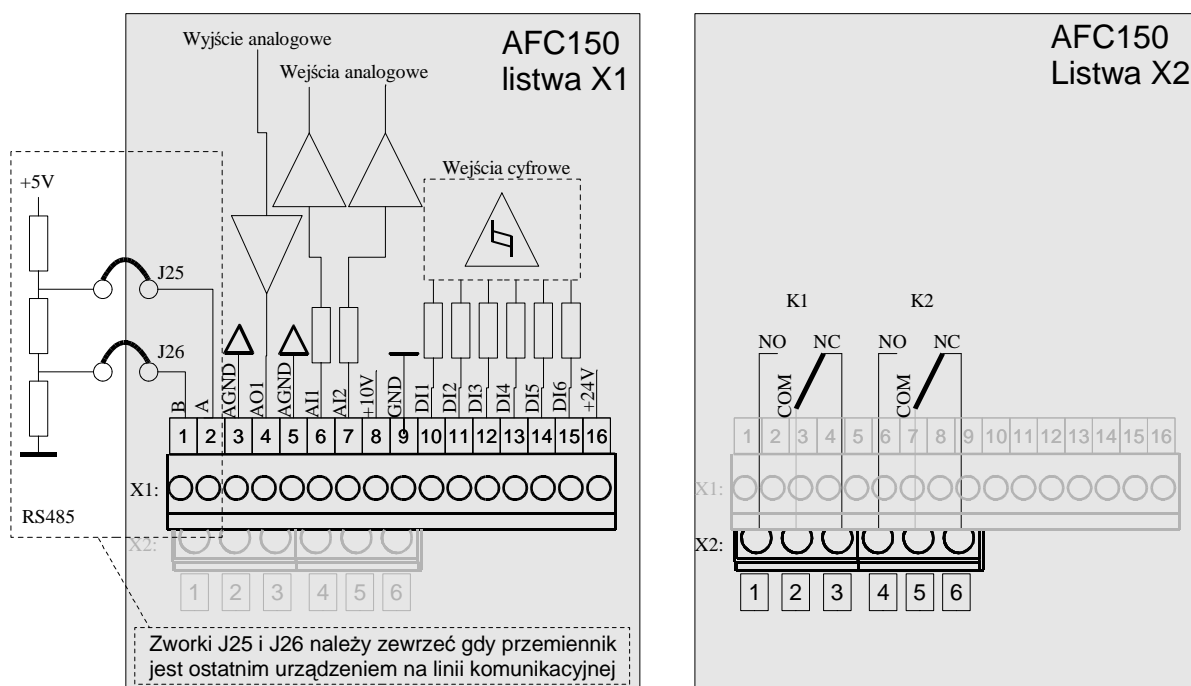 AFC150
listwa X1
Wyjście analogowe
Wejścia analogowe
Wejścia cyfrowe
+5V
J25
J26
B
A
AGND
AO1
AGND
AI1
AI2
+10V
GND
DI1
DI2
DI3
DI4
DI5
DI6
+24V
1 2 3 4 5 6 7 8 9 10 11 12 13 14 15 16
X1:
RS485
X2:
1 2 3 4 5 6
Zworki J25 i J26 należy zewrzeć gdy przemiennik
jest ostatnim urządzeniem na linii komunikacyjnej
AFC150
Listwa X2
K1 K2
NO NC NO NC
COM COM
1 2 3 4 5 6 7 8 9 10 11 12 13 14 15 16
X1:
X2:
1 2 3 4 5 6